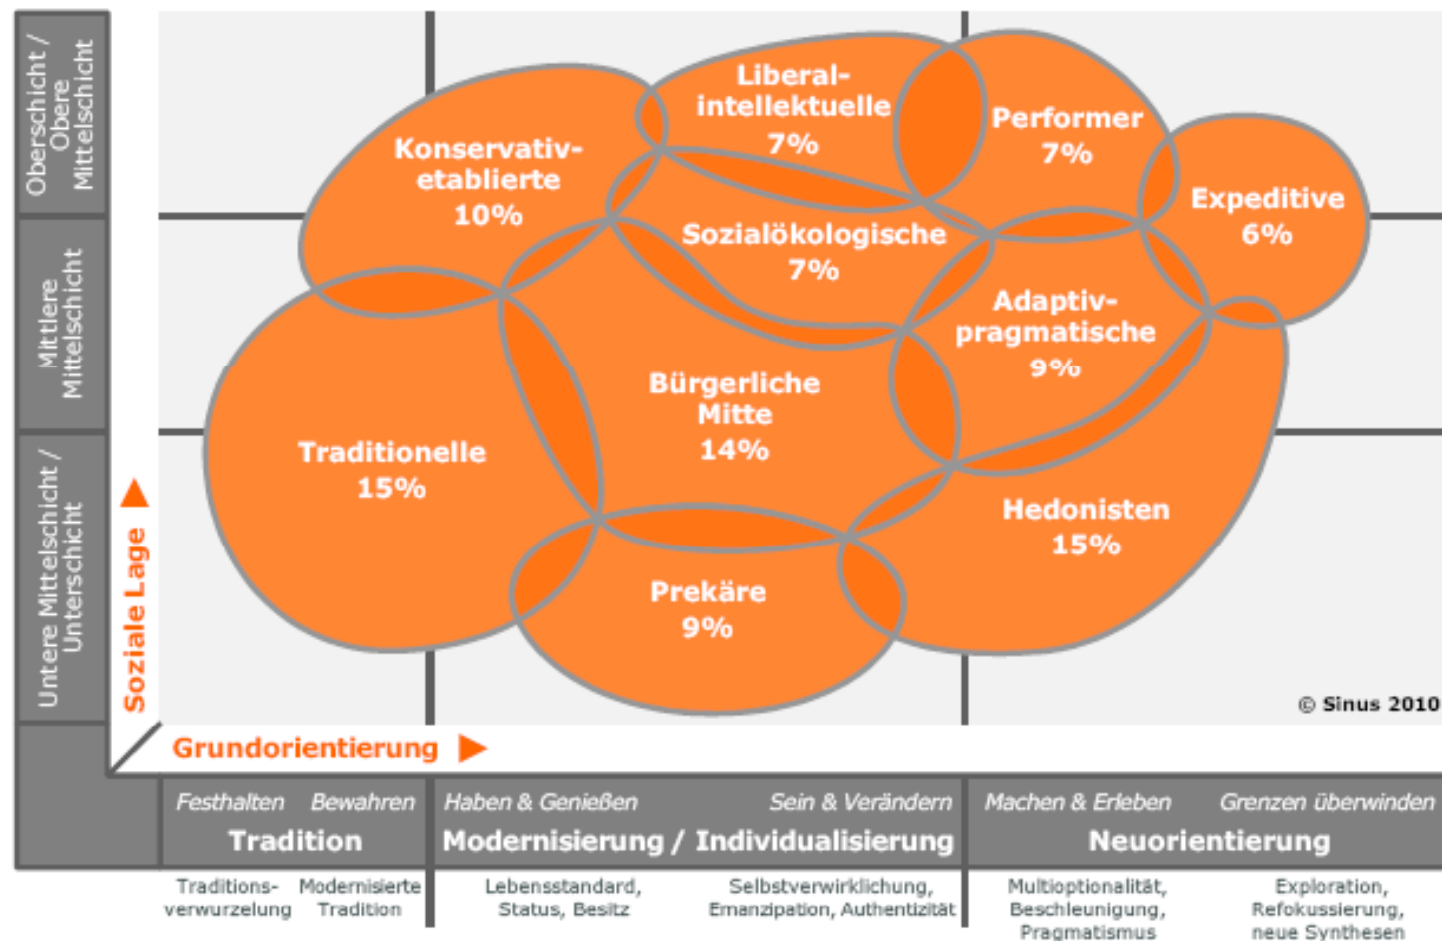 Oberschicht /
Obere
Mittelschicht
Mittlere
Mittelschicht
Untere Mittelschicht /
Unterschicht
Soziale Lage
Liberal-
intellektuelle
7%
Performer
7%
Konservativ-
etablierte
10%
Expeditive
6%
Sozialökologische
7%
Adaptiv-
pragmatische
9%
Bürgerliche
Mitte
14%
Traditionelle
15%
Hedonisten
15%
Prekäre
9%
© Sinus 2010
Grundorientierung
Festhalten Bewahren
Tradition
Haben & Genießen Sein & Verändern
Modernisierung / Individualisierung
Machen & Erleben Grenzen überwinden
Neuorientierung
Traditions-
verwurzelung
Modernisierte
Tradition
Lebensstandard,
Status, Besitz
Selbstverwirklichung,
Emanzipation, Authentizität
Multioptionalität,
Beschleunigung,
Pragmatismus
Exploration,
Refokussierung,
neue Synthesen